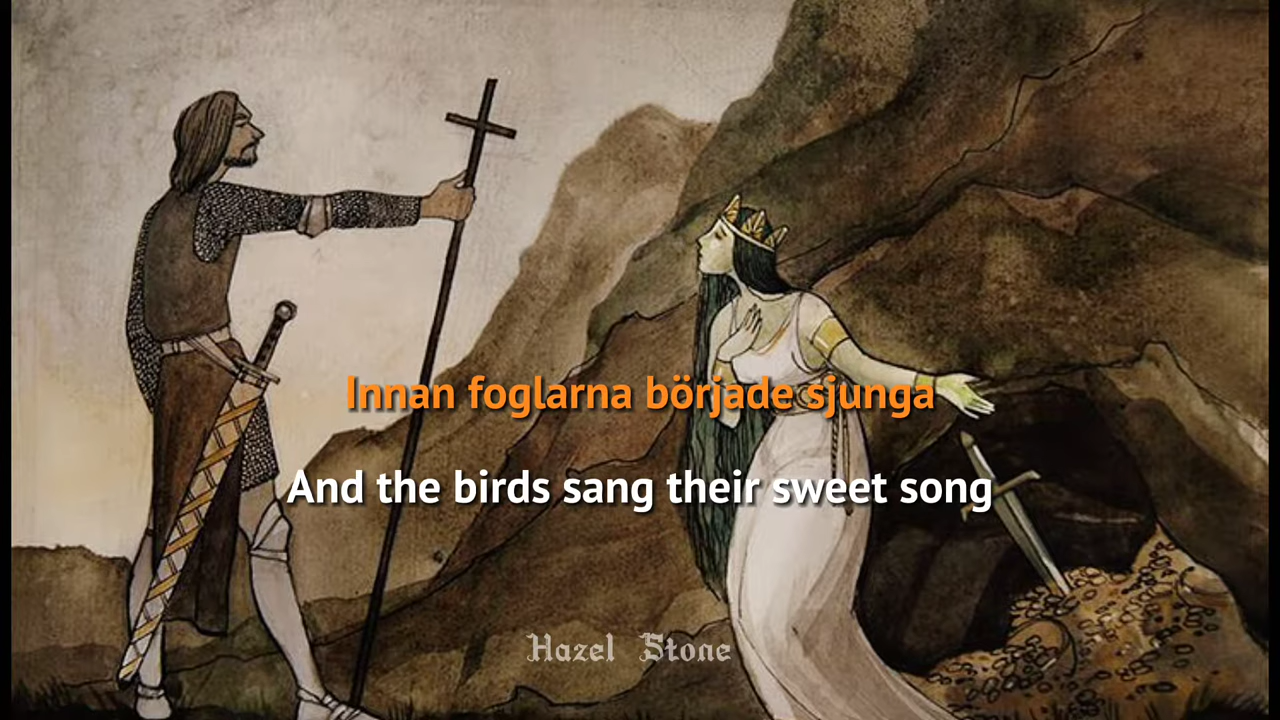 Innan foglarna började sjunga
And the birds sang their sweet song
Hazel Stone